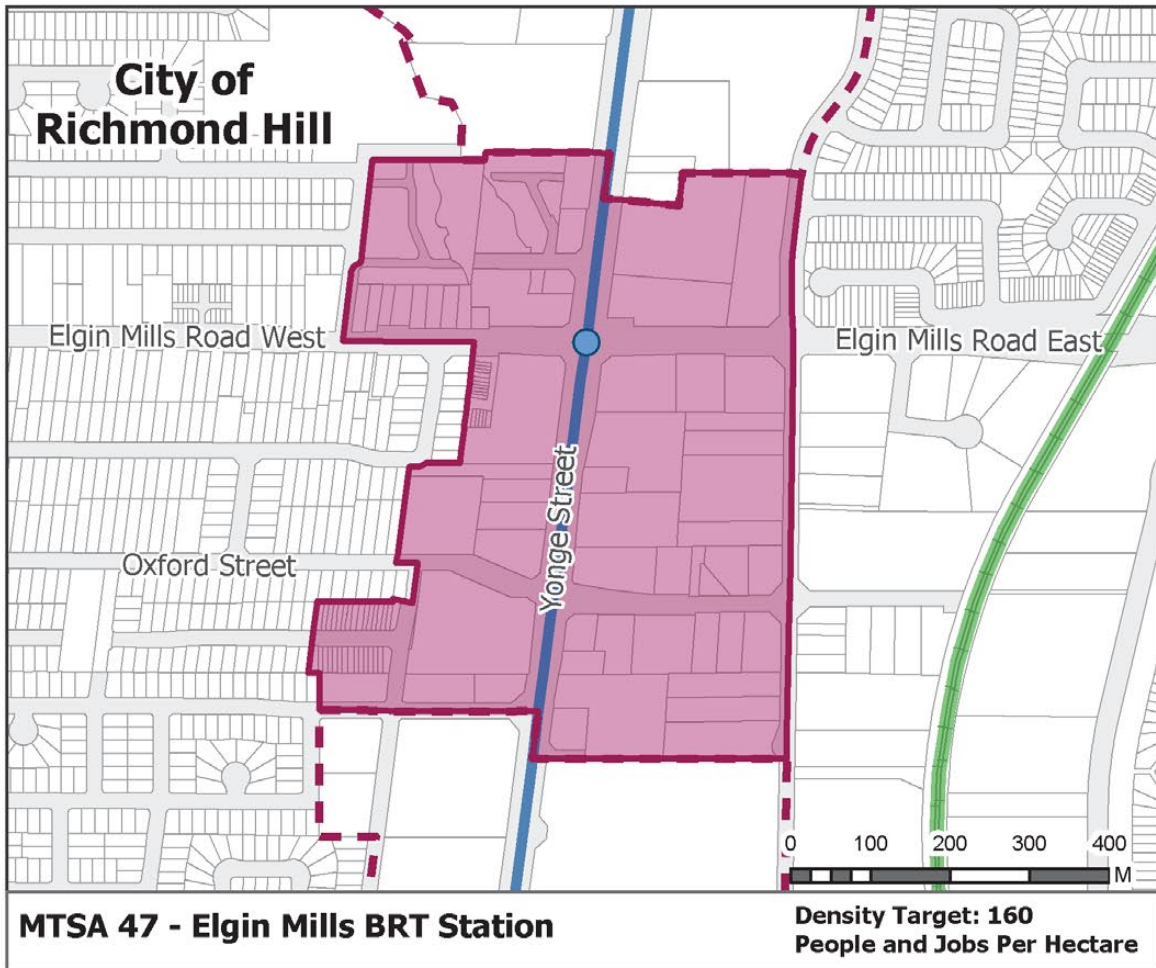 City of
Richmond Hill
Elgin Mills Road West
Elgin Mills Road East
Yonge Street
Oxford Street
0 100 200 300 400
M
MTSA 47 - Elgin Mills BRT Station
Density Target: 160
People and Jobs Per Hectare